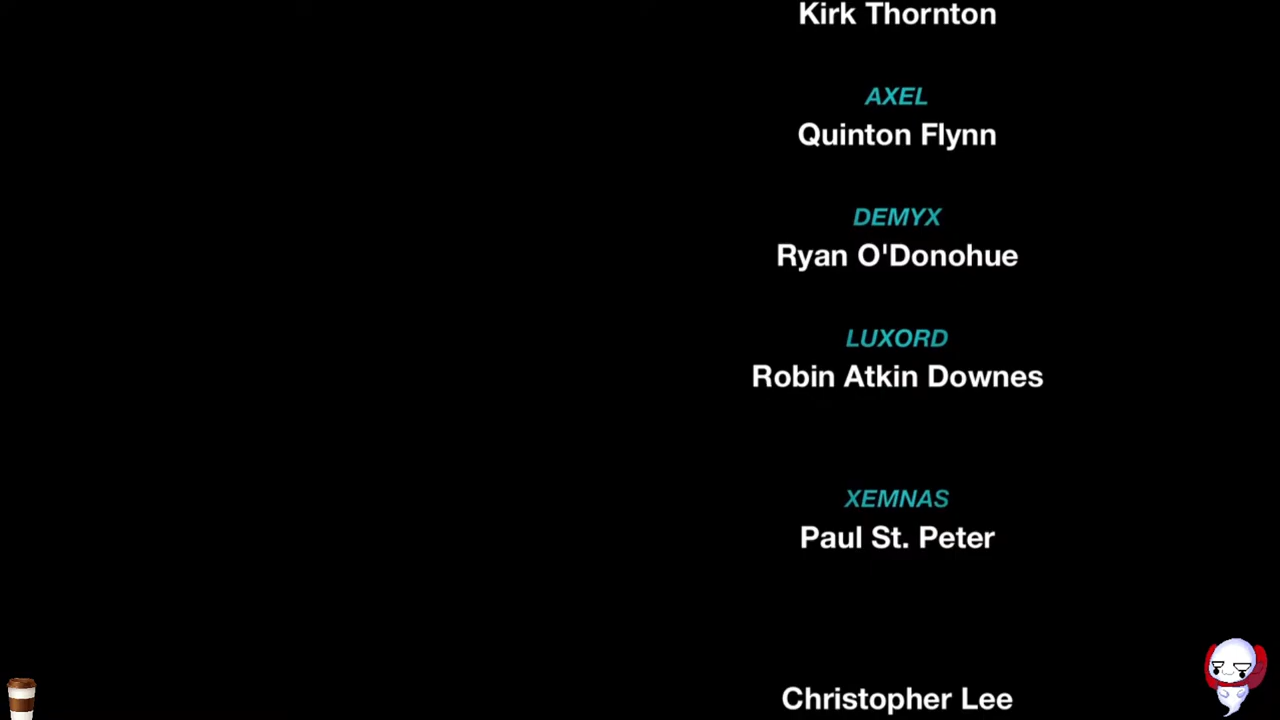 Kirk Thornton
AXEL
Quinton Flynn
DEMYX
Ryan O'Donohue
LUXORD
Robin Atkin Downes
XEMNAS
Paul St. Peter
Christopher Lee